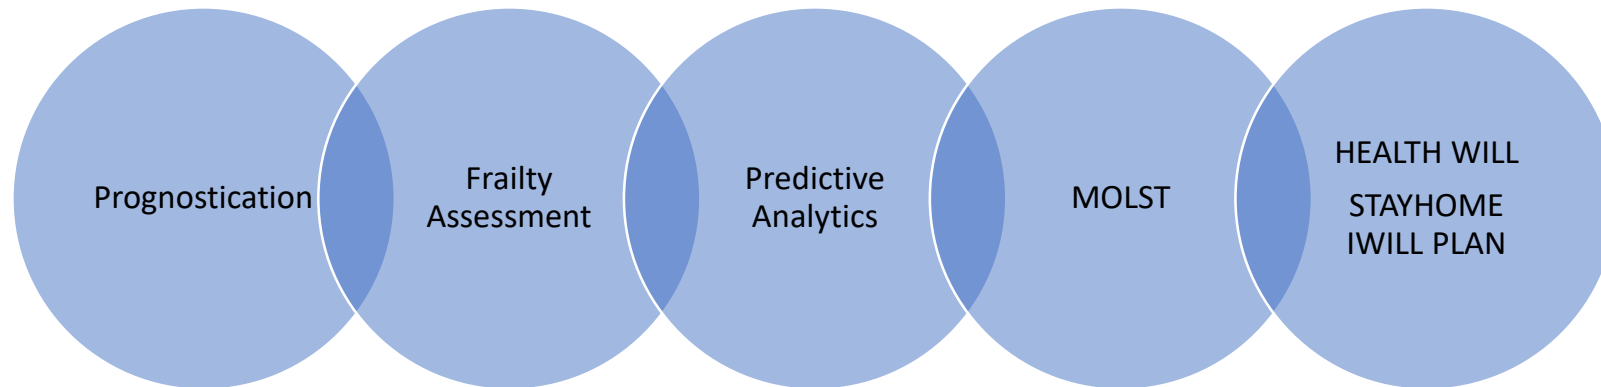 Prognostication
Frailty
Assessment
Predictive
Analytics
MOLST
HEALTH WILL
STAYHOME
IWILL PLAN